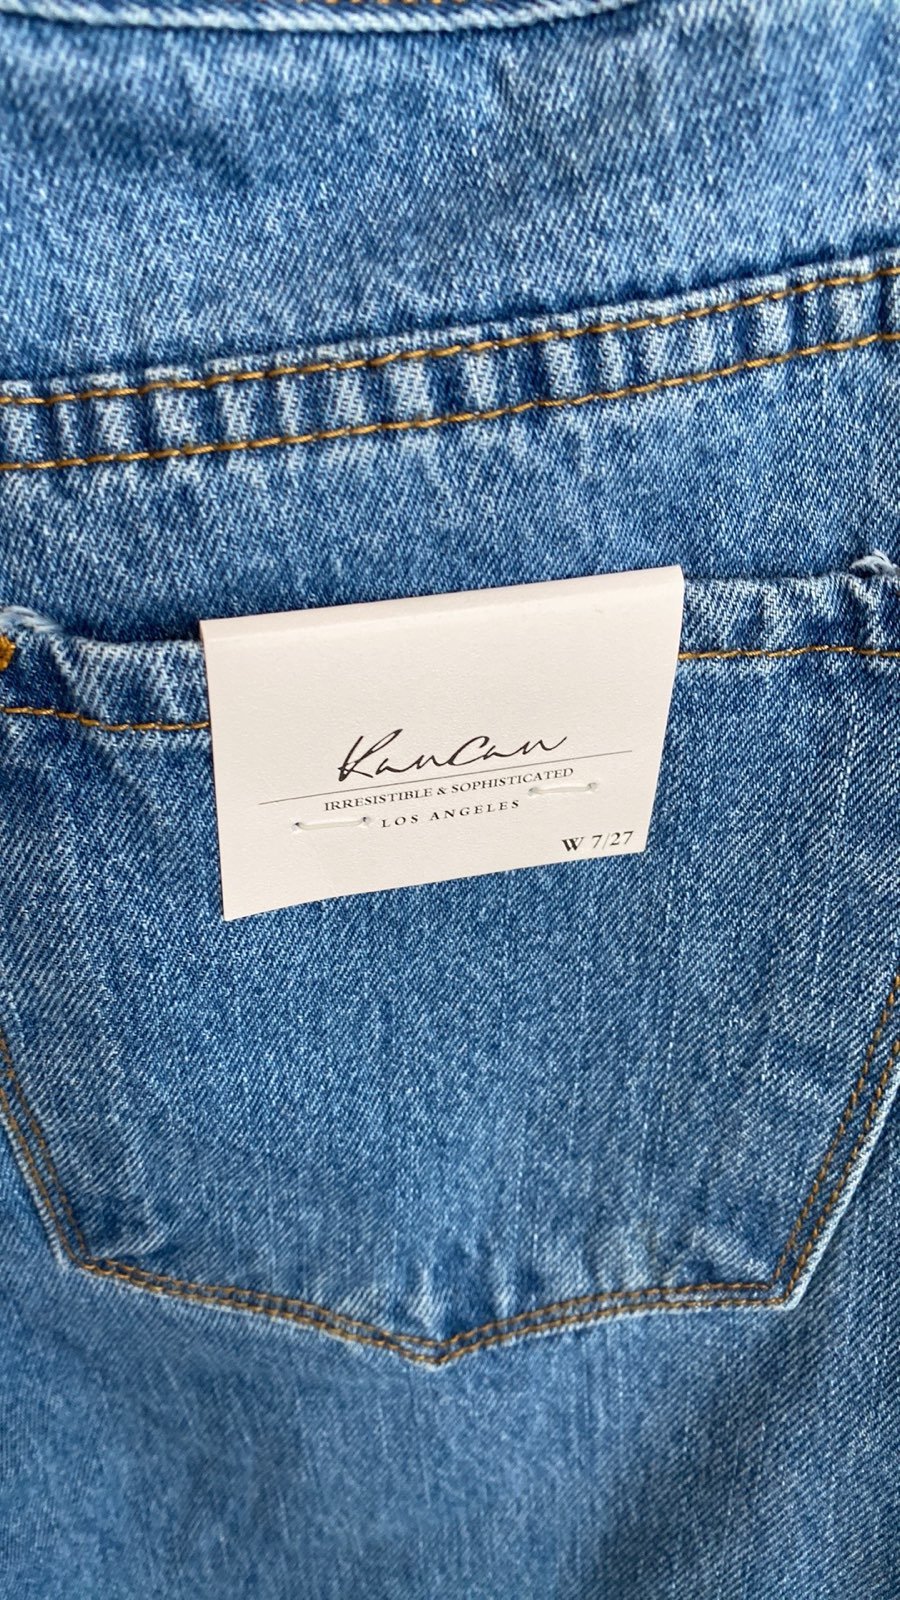 KanCan
IRRESISTIBLE & SOPHISTICATED
LOS ANGELES
W 7/27